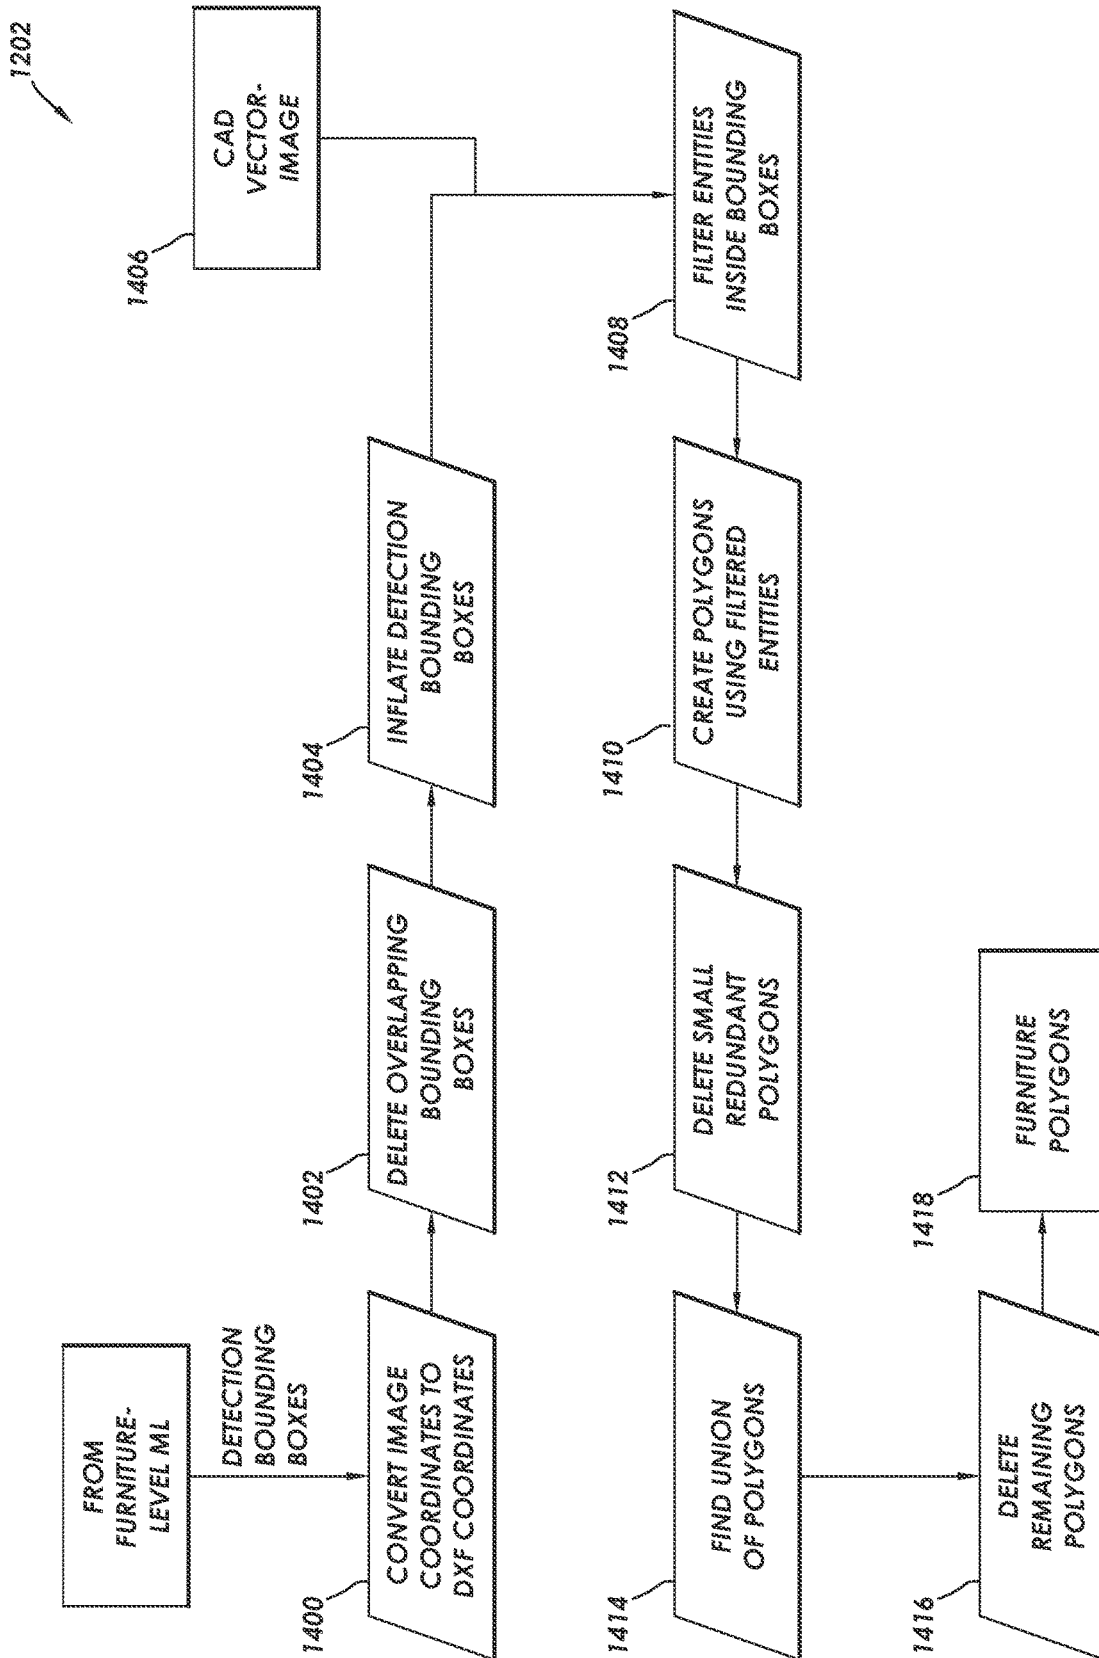 1202
FROM
FURNITURE-
LEVEL ML
DETECTION
BOUNDING
BOXES
1400
CONVERT IMAGE
COORDINATES TO
DXF COORDINATES
1402
DELETE OVERLAPPING
BOUNDING
BOXES
1404
INFLATE DETECTION
BOUNDING
BOXES
1406
CAD
VECTOR-
IMAGE
1408
FILTER ENTITIES
INSIDE BOUNDING
BOXES
1410
CREATE POLYGONS
USING FILTERED
ENTITIES
1412
DELETE SMALL
REDUNDANT
POLYGONS
1414
FIND UNION
OF POLYGONS
1416
DELETE
REMAINING
POLYGONS
1418
FURNITURE
POLYGONS